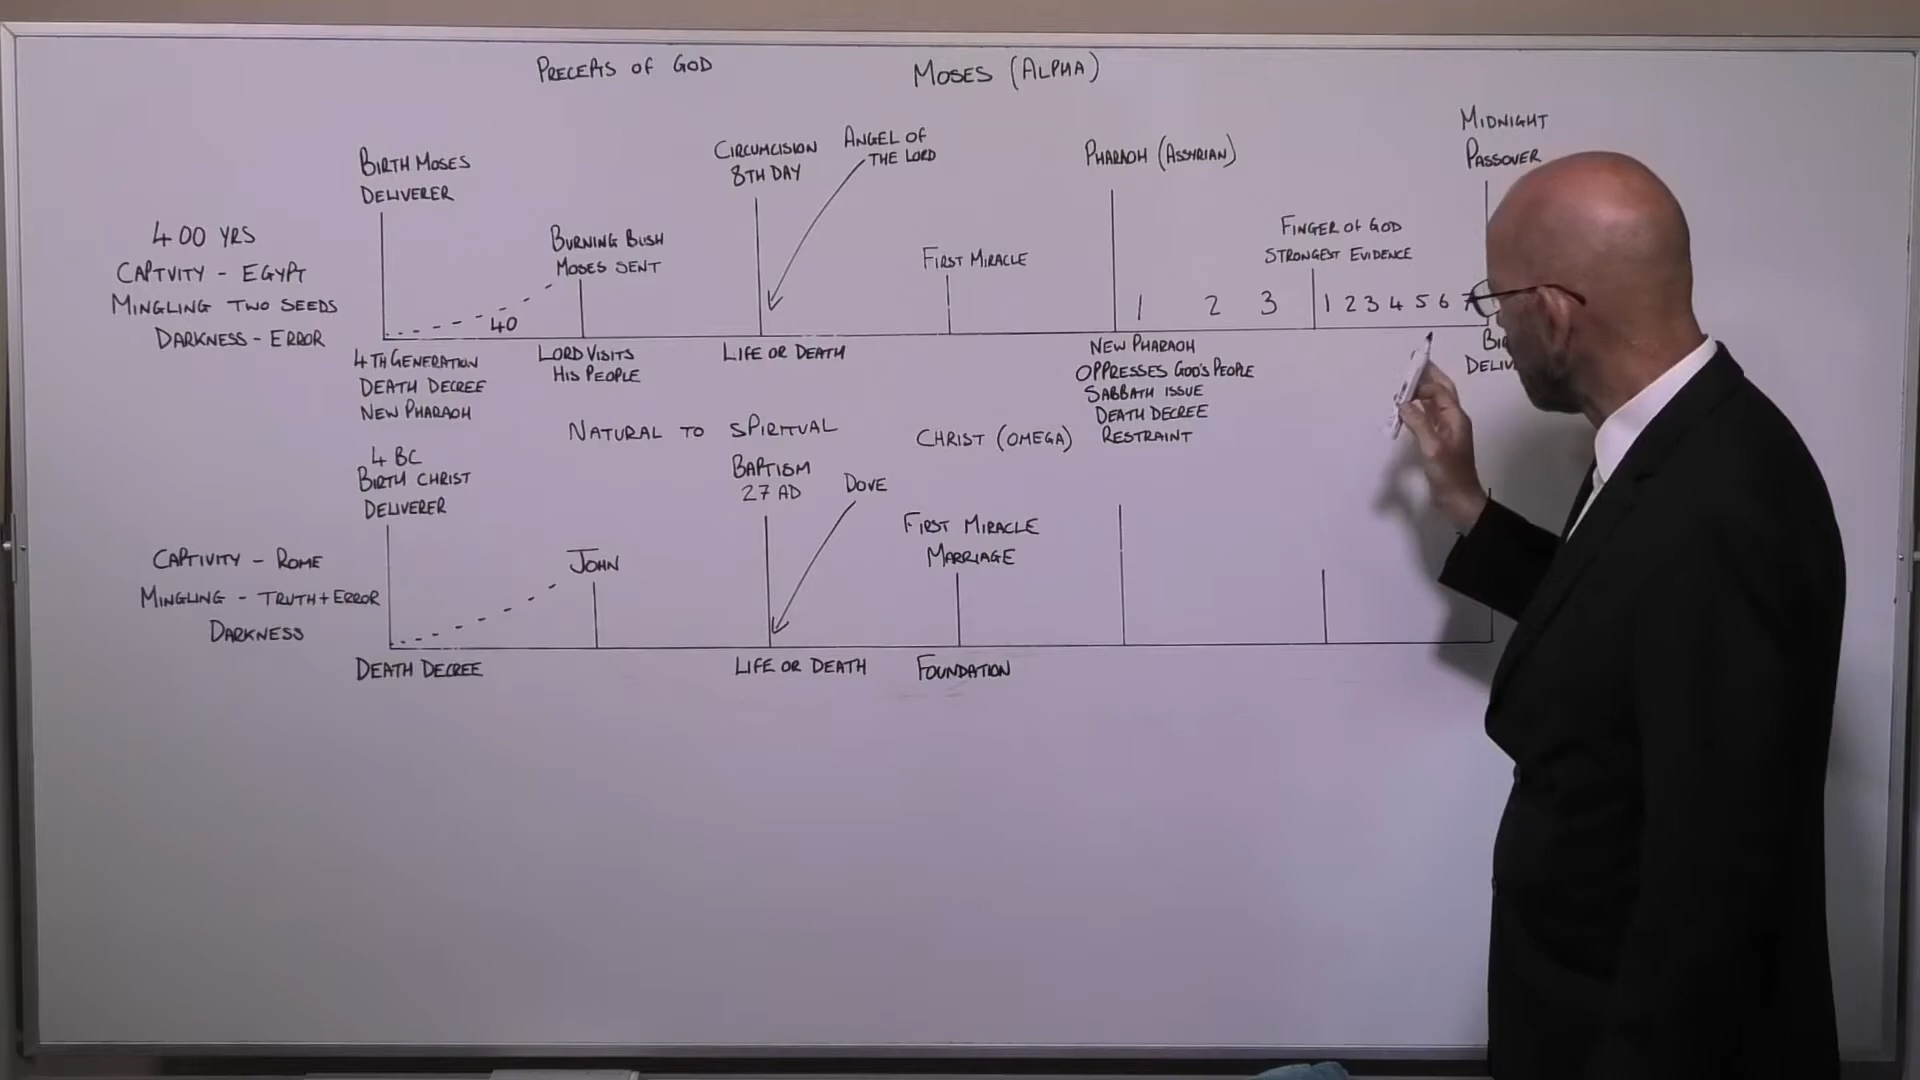 PRECEPTS OF GOD
MOSES (ALPHA)
BIRTH MOSES
DELIVERER
400 YRS
CAPTVITY - EGYPT
MINGLING TWO SEEDS
DARKNESS - ERROR
BURNING BUSH
MOSES SENT
40
CIRCUMCISION
8TH DAY
ANGEL OF
THE LORD
FIRST MIRACLE
PHARAOH (ASSYRIAN)
FINGER OF GOD
STRONGEST EVIDENCE
MIDNIGHT
PASSOVER
1 2 3
1 2 3 4 5 6 7
4TH GENERATION
DEATH DECREE
NEW PHARAOH
LORD VISITS
HIS PEOPLE
LIFE OR DEATH
NEW PHARAOH
OPPRESSES GOD'S PEOPLE
SABBATH ISSUE
DEATH DECREE
RESTRAINT
NATURAL TO SPIRITUAL
CHRIST (OMEGA)
4 BC
BIRTH CHRIST
DELIVERER
CAPTIVITY - ROME
MINGLING - TRUTH + ERROR
DARKNESS
JOHN
BAPTISM
27 AD
DOVE
FIRST MIRACLE
MARRIAGE
DEATH DECREE
LIFE OR DEATH
FOUNDATION